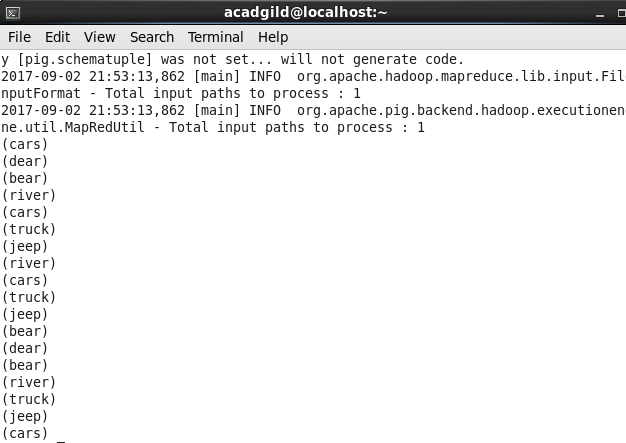 acadgild@localhost:~
File Edit View Search Terminal Help
y [pig.schematuple] was not set... will not generate code.
2017-09-02 21:53:13,862 [main] INFO  org.apache.hadoop.mapreduce.lib.input.Fil
nputFormat - Total input paths to process : 1
2017-09-02 21:53:13,862 [main] INFO  org.apache.pig.backend.hadoop.executionen
ne.util.MapRedUtil - Total input paths to process : 1
(cars)
(dear)
(bear)
(river)
(cars)
(truck)
(jeep)
(river)
(cars)
(truck)
(jeep)
(bear)
(dear)
(bear)
(river)
(truck)
(jeep)
(cars)